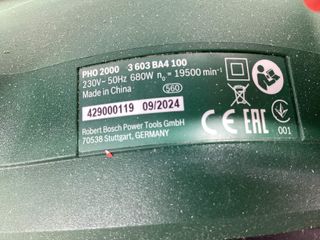 PHO 2000 3 603 BA4 100
230V~ 50Hz 680W n₀ = 19500 min⁻¹
Made in China 560
429000119 09/2024
CE EAC 001
Robert Bosch Power Tools GmbH
70538 Stuttgart, GERMANY